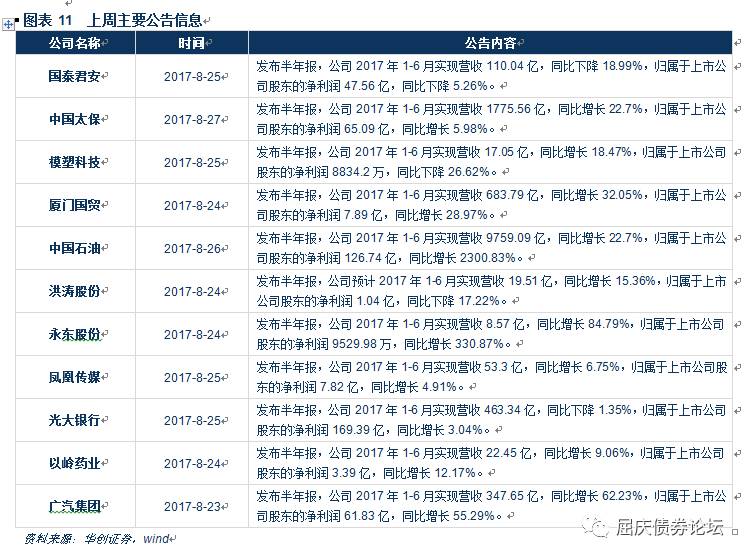 图表 11 上周主要公告信息
公司名称 时间 公告内容
国泰君安 2017-8-25 发布半年报，公司 2017 年 1-6 月实现营收 110.04 亿，同比下降 18.99%，归属于上市公
司股东的净利润 47.56 亿，同比下降 5.26%。
中国太保 2017-8-27 发布半年报，公司 2017 年 1-6 月实现营收 1775.56 亿，同比增长 22.7%，归属于上市公
司股东的净利润 65.09 亿，同比增长 5.98%。
模塑科技 2017-8-25 发布半年报，公司 2017 年 1-6 月实现营收 17.05 亿，同比增长 18.47%，归属于上市公司
股东的净利润 8834.2 万，同比下降 26.62%。
厦门国贸 2017-8-24 发布半年报，公司 2017 年 1-6 月实现营收 683.79 亿，同比增长 32.05%，归属于上市公
司股东的净利润 7.89 亿，同比增长 28.97%。
中国石油 2017-8-26 发布半年报，公司 2017 年 1-6 月实现营收 9759.09 亿，同比增长 22.7%，归属于上市公
司股东的净利润 126.74 亿，同比增长 2300.83%。
洪涛股份 2017-8-24 发布半年报，公司预计 2017 年 1-6 月实现营收 19.51 亿，同比增长 15.36%，归属于上市
公司股东的净利润 1.04 亿，同比下降 17.22%。
永东股份 2017-8-24 发布半年报，公司 2017 年 1-6 月实现营收 8.57 亿，同比增长 84.79%，归属于上市公司
股东的净利润 9529.98 万，同比增长 330.87%。
凤凰传媒 2017-8-25 发布半年报，公司 2017 年 1-6 月实现营收 53.3 亿，同比增长 6.75%，归属于上市公司股
东的净利润 7.82 亿，同比增长 4.91%。
光大银行 2017-8-25 发布半年报，公司 2017 年 1-6 月实现营收 463.34 亿，同比下降 1.35%，归属于上市公司
股东的净利润 169.39 亿，同比增长 3.04%。
以岭药业 2017-8-24 发布半年报，公司 2017 年 1-6 月实现营收 22.45 亿，同比增长 9.06%，归属于上市公司
股东的净利润 3.39 亿，同比增长 12.17%。
广汽集团 2017-8-23 发布半年报，公司 2017 年 1-6 月实现营收 347.65 亿，同比增长 62.23%，归属于上市公
司股东的净利润 61.83 亿，同比增长 55.29%。
资料来源：华创证券，wind
屈庆债券论坛